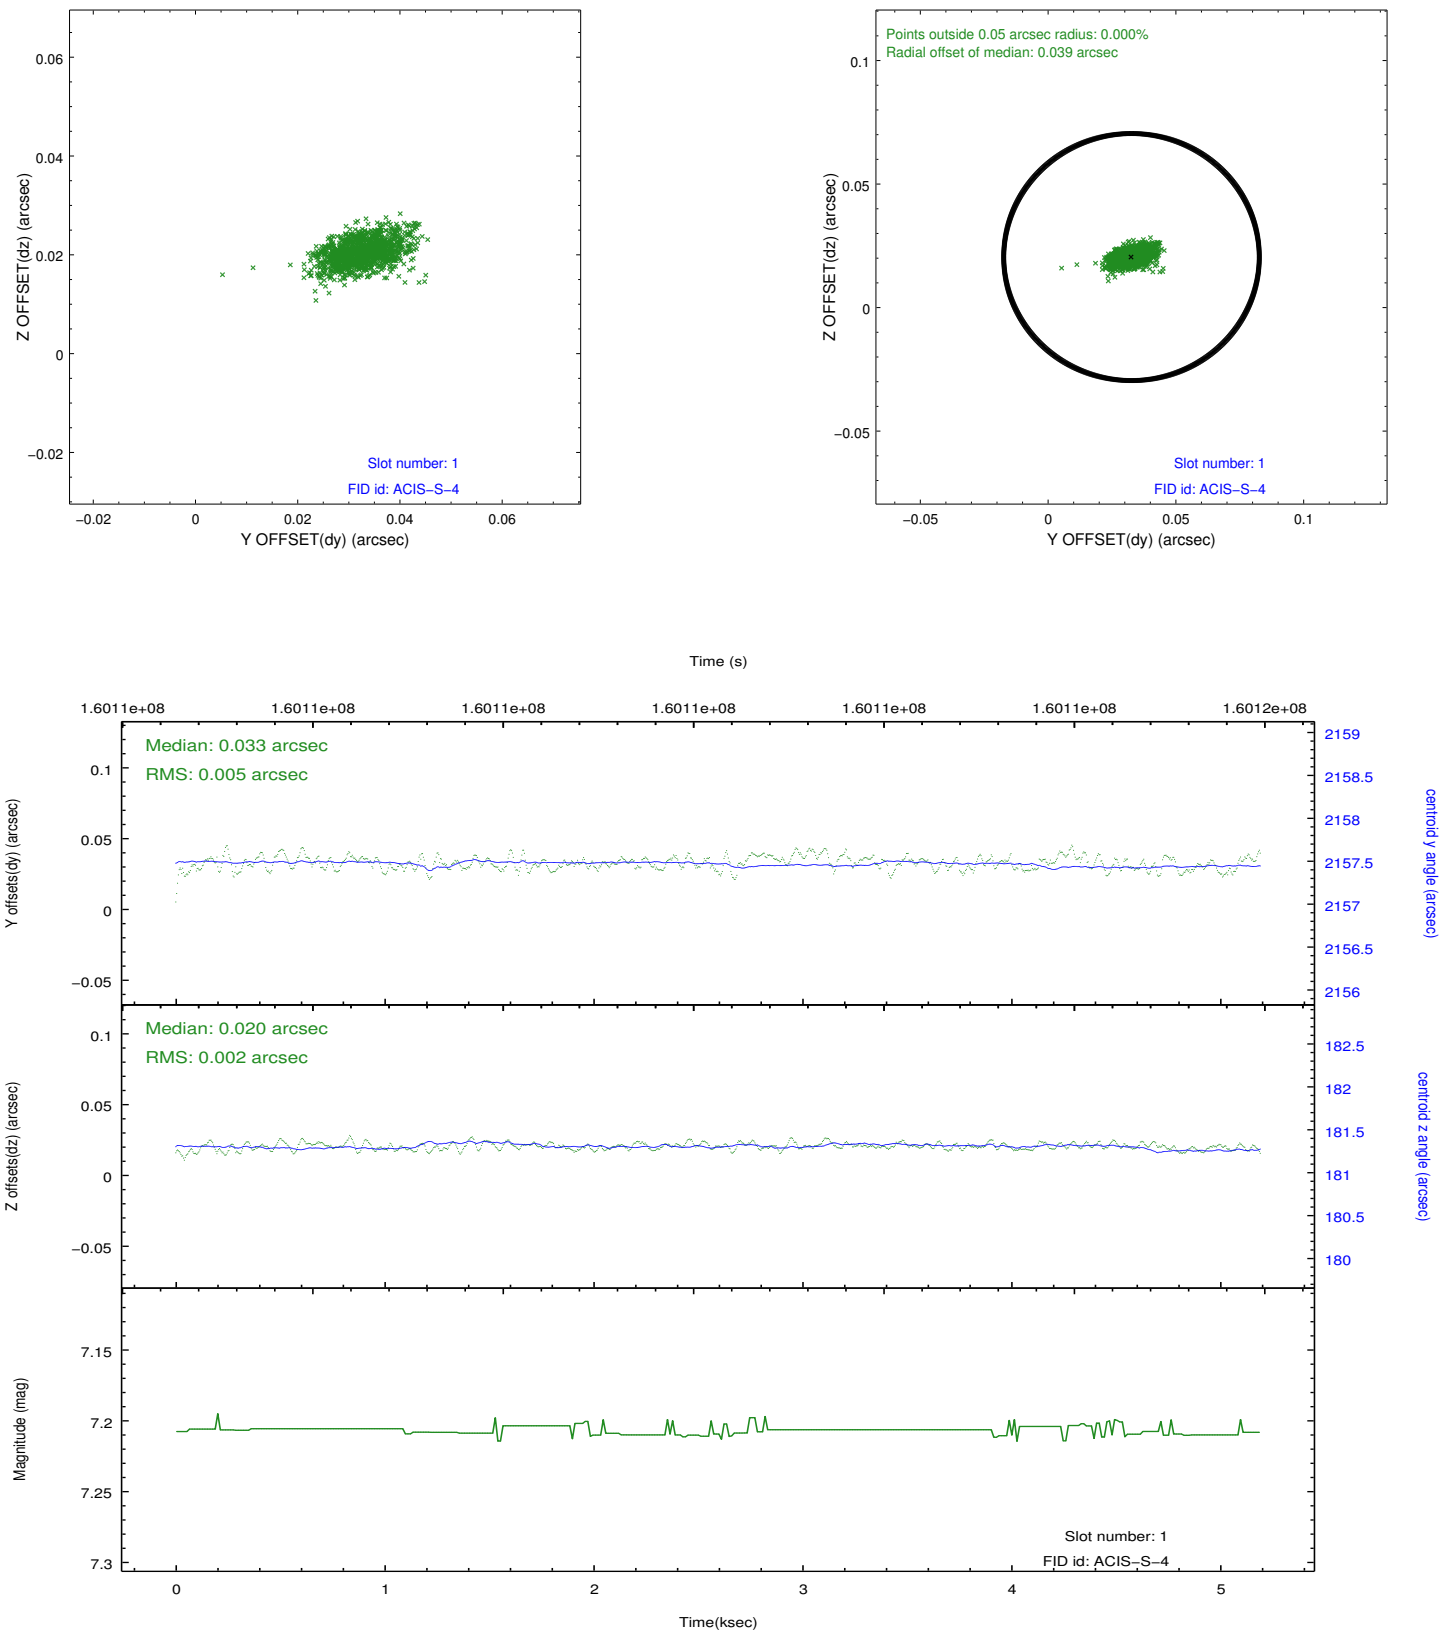 0.06
0.04
0.02
0
−0.02
Z OFFSET(dz) (arcsec)
Slot number: 1
FID id: ACIS−S−4
−0.02 0 0.02 0.04 0.06
Y OFFSET(dy) (arcsec)
Points outside 0.05 arcsec radius: 0.000%
Radial offset of median: 0.039 arcsec
0.1
0.05
0
−0.05
Z OFFSET(dz) (arcsec)
Slot number: 1
FID id: ACIS−S−4
−0.05 0 0.05 0.1
Y OFFSET(dy) (arcsec)
Time (s)
1.6011e+08 1.6011e+08 1.6011e+08 1.6011e+08 1.6011e+08 1.6011e+08 1.6012e+08
Median: 0.033 arcsec
RMS: 0.005 arcsec
0.1
0.05
0
−0.05
Y offsets(dy) (arcsec)
2159
2158.5
2158
2157.5
2157
2156.5
2156
centroid y angle (arcsec)
Median: 0.020 arcsec
RMS: 0.002 arcsec
0.1
0.05
0
−0.05
Z offsets(dz) (arcsec)
182.5
182
181.5
181
180.5
180
centroid z angle (arcsec)
7.15
7.2
7.25
7.3
Magnitude (mag)
Slot number: 1
FID id: ACIS−S−4
0 1 2 3 4 5
Time(ksec)